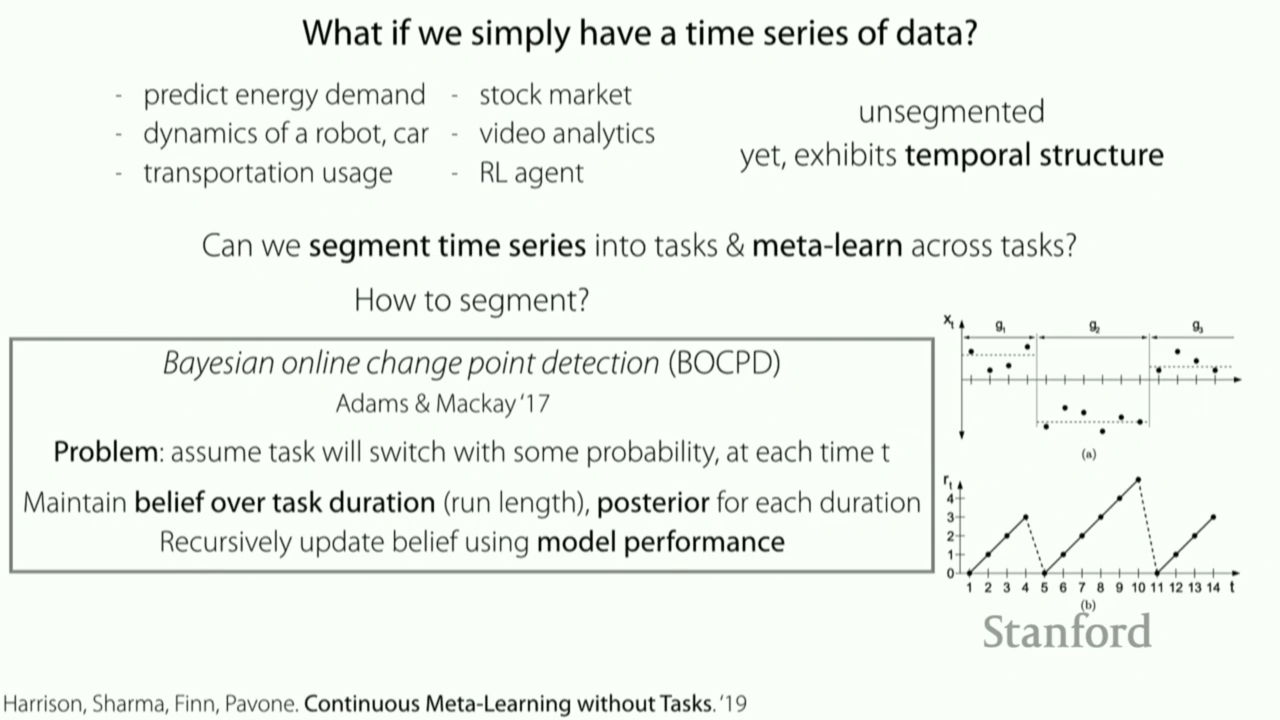 What if we simply have a time series of data?
- predict energy demand
- dynamics of a robot, car
- transportation usage
- stock market
- video analytics
- RL agent
unsegmented
yet, exhibits temporal structure
Can we segment time series into tasks & meta-learn across tasks?
How to segment?
Bayesian online change point detection (BOCPD)
Adams & Mackay '17
Problem: assume task will switch with some probability, at each time t
Maintain belief over task duration (run length), posterior for each duration
Recursively update belief using model performance
xt
g1 g2 g3
(a)
rt
4
3
2
1
0
1 2 3 4 5 6 7 8 9 10 11 12 13 14 t
(b)
Stanford
Harrison, Sharma, Finn, Pavone. Continuous Meta-Learning without Tasks. '19